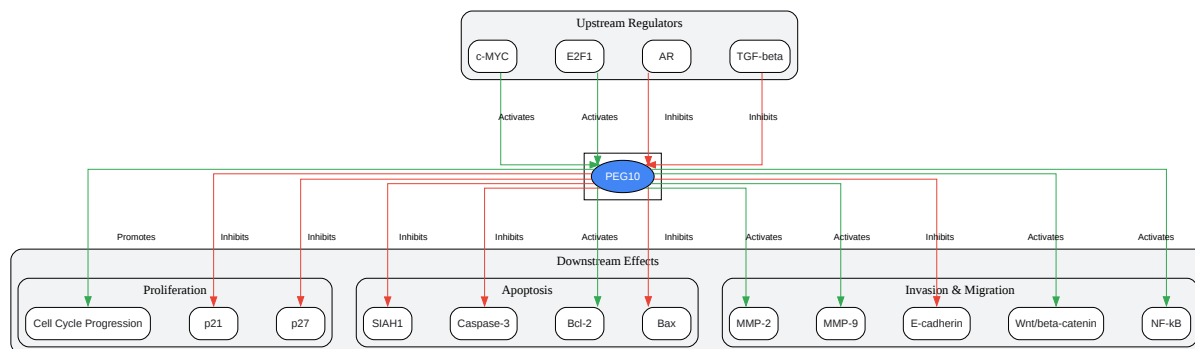 Upstream Regulators
c-MYC
E2F1
AR
TGF-beta
Activates
Activates
Inhibits
Inhibits
PEG10
Promotes
Inhibits
Inhibits
Inhibits
Inhibits
Activates
Inhibits
Activates
Activates
Inhibits
Activates
Activates
Downstream Effects
Proliferation
Apoptosis
Invasion & Migration
Cell Cycle Progression
p21
p27
SIAH1
Caspase-3
Bcl-2
Bax
MMP-2
MMP-9
E-cadherin
Wnt/beta-catenin
NF-kB